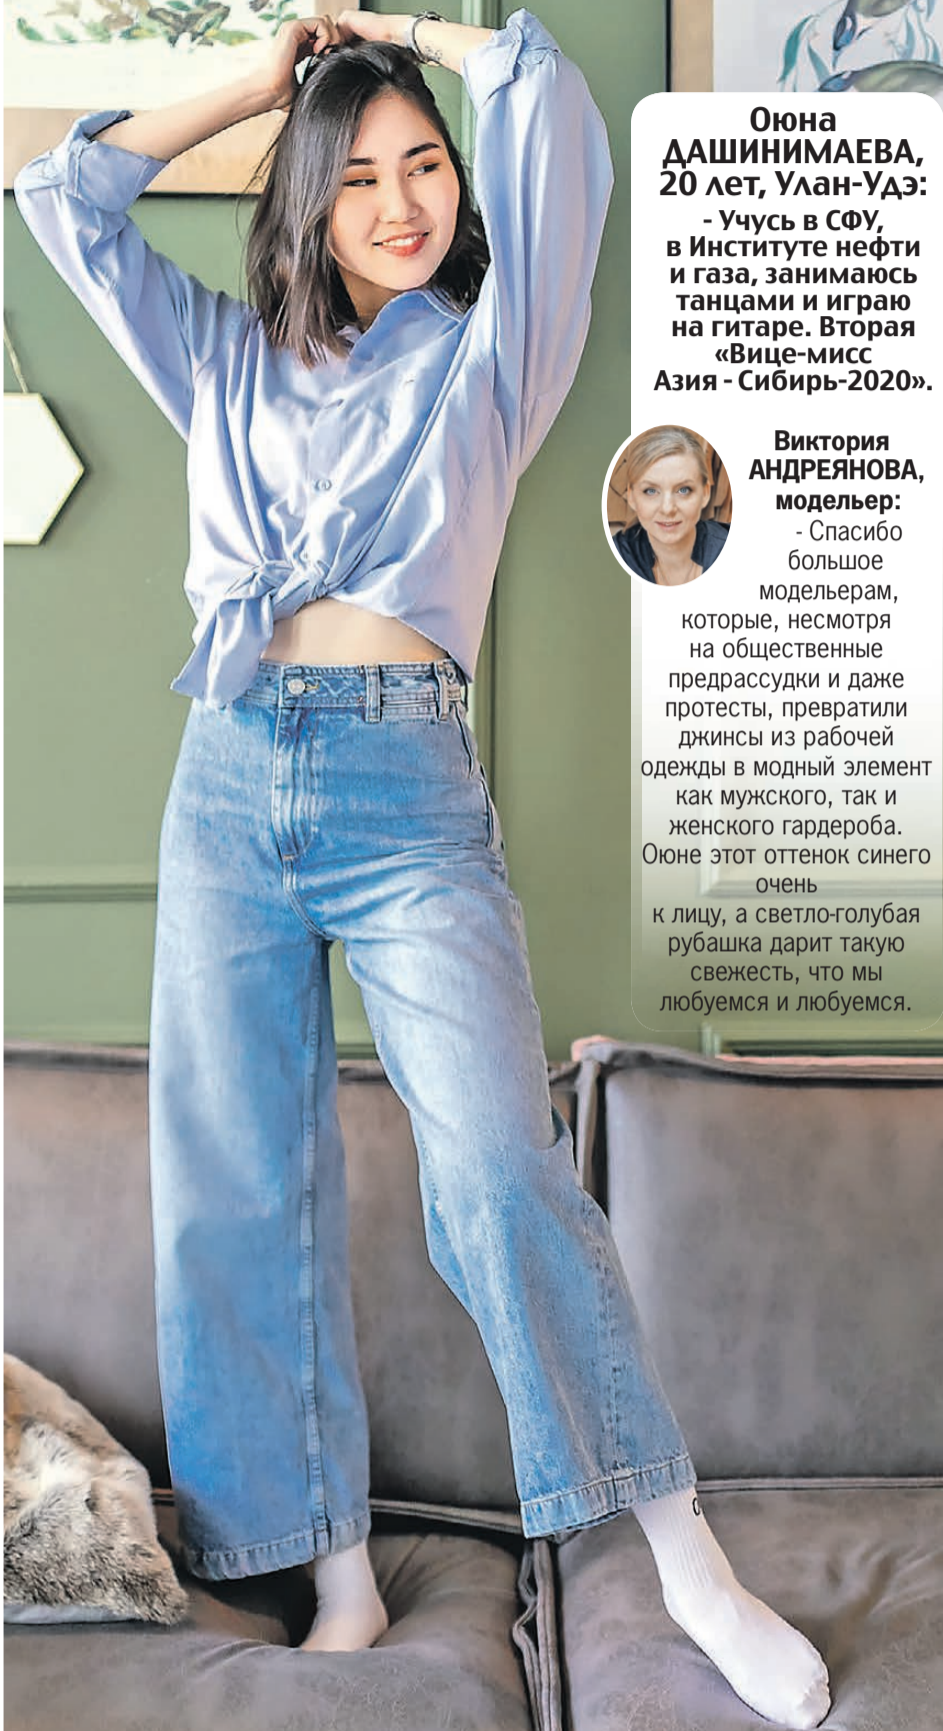 Оюна
ДАШИНИМАЕВА,
20 лет, Улан-Удэ:
- Учусь в СФУ,
в Институте нефти
и газа, занимаюсь
танцами и играю
на гитаре. Вторая
«Вице-мисс
Азия - Сибирь-2020».
Виктория
АНДРЕЯНОВА,
модельер:
- Спасибо
большое
модельерам,
которые, несмотря
на общественные
предрассудки и даже
протесты, превратили
джинсы из рабочей
одежды в модный элемент
как мужского, так и
женского гардероба.
Оюне этот оттенок синего
очень
к лицу, а светло-голубая
рубашка дарит такую
свежесть, что мы
любуемся и любуемся.